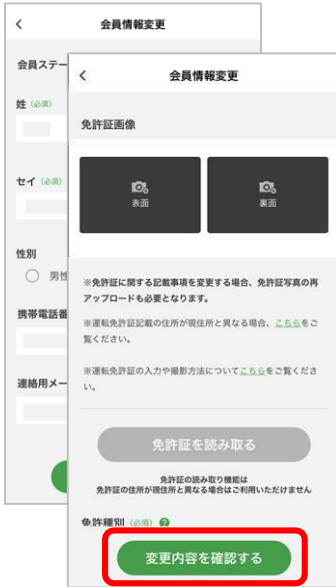 会員情報変更
会員ステー
姓 (必須)
セイ (必須)
性別
男性
携帯電話番
連絡用メー
会員情報変更
免許証画像
表面
裏面
※免許証に関する記載事項を変更する場合、免許証写真の再
アップロードも必要となります。
※運転免許証記載の住所が現住所と異なる場合、こちらをご
覧ください。
※運転免許証の入力や撮影方法についてこちらをご覧くださ
い。
免許証を読み取る
免許証の読み取り機能は
免許証の住所が現住所と異なる場合はご利用いただけません
免許種別 (必須) ?
変更内容を確認する